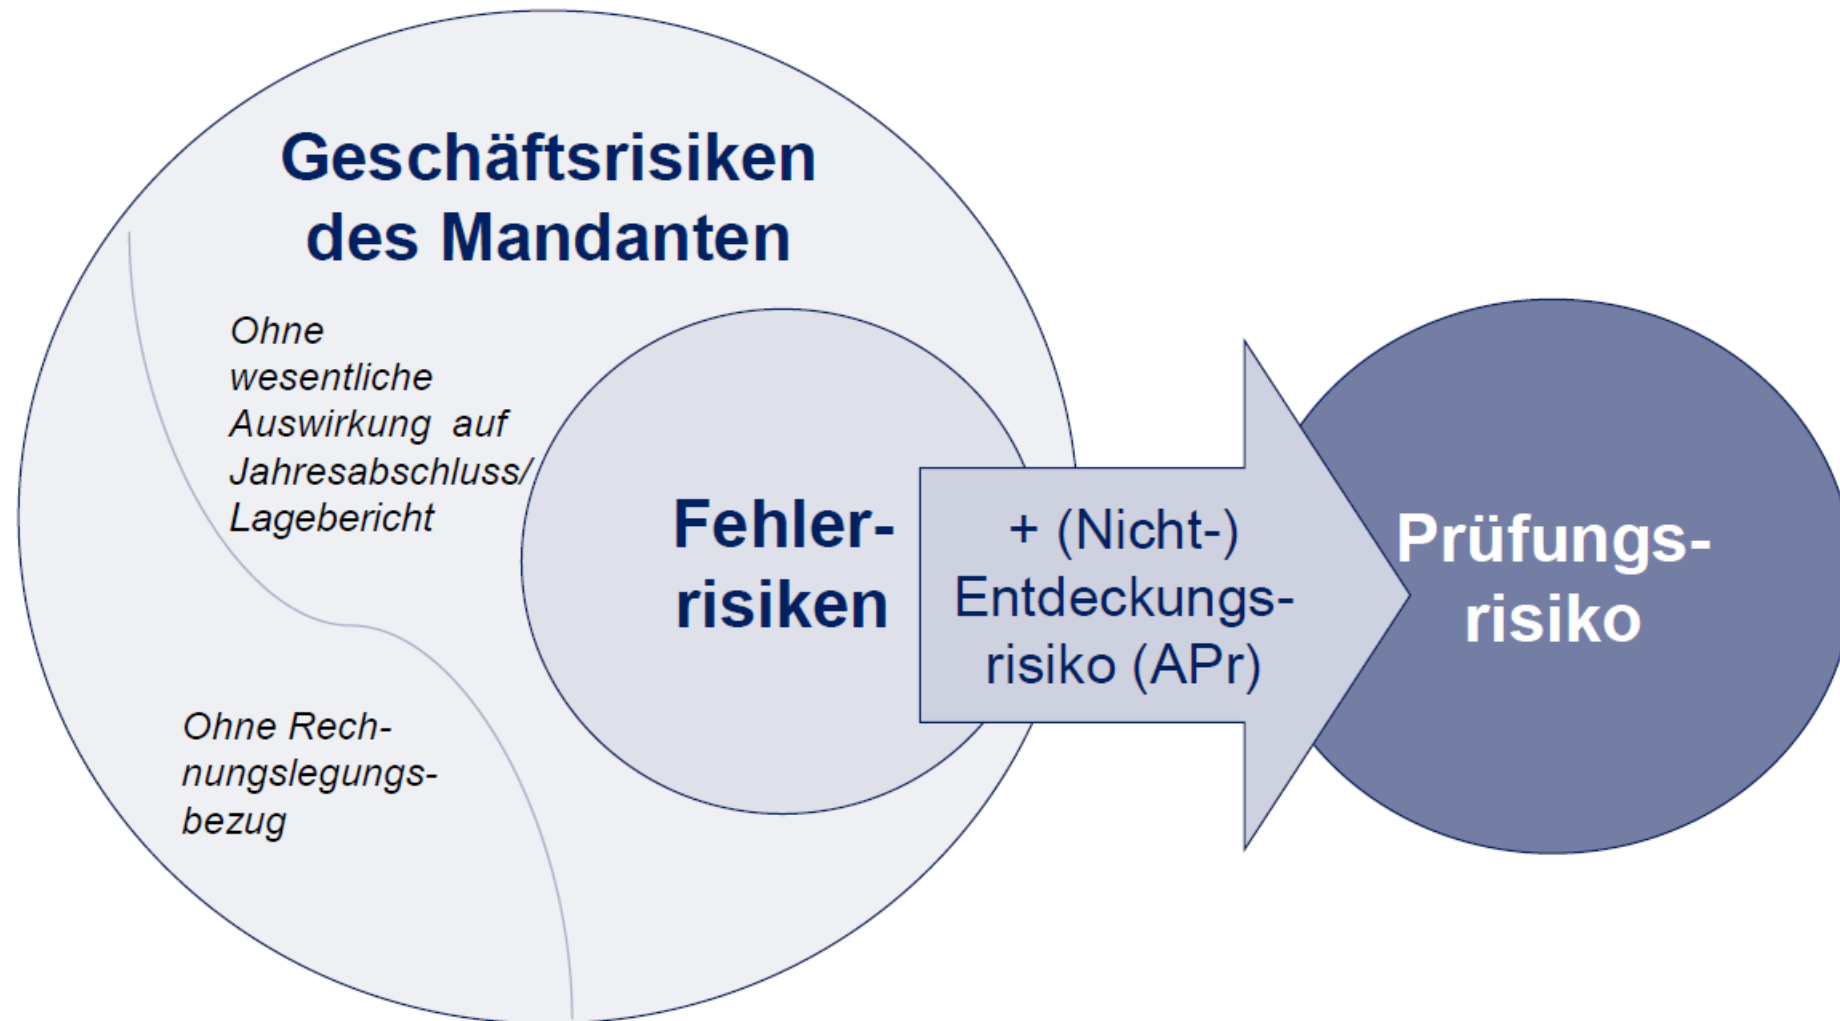 Geschäftsrisiken
des Mandanten
Ohne
wesentliche
Auswirkung auf
Jahresabschluss/
Lagebericht
Ohne Rech-
nungslegungs-
bezug
Fehler-
risiken
+ (Nicht-)
Entdeckungs-
risiko (APr)
Prüfungs-
risiko